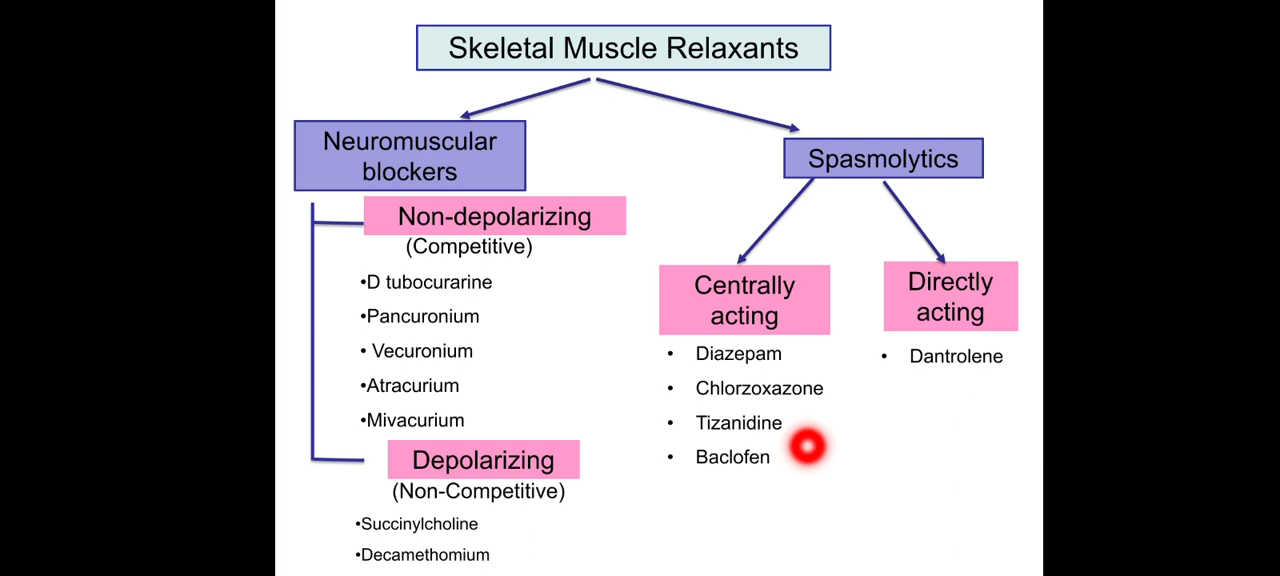 Skeletal Muscle Relaxants
Neuromuscular
blockers
Non-depolarizing
(Competitive)
•D tubocurarine
•Pancuronium
• Vecuronium
•Atracurium
•Mivacurium
Depolarizing
(Non-Competitive)
•Succinylcholine
•Decamethomium
Spasmolytics
Centrally
acting
• Diazepam
• Chlorzoxazone
• Tizanidine
• Baclofen
Directly
acting
• Dantrolene